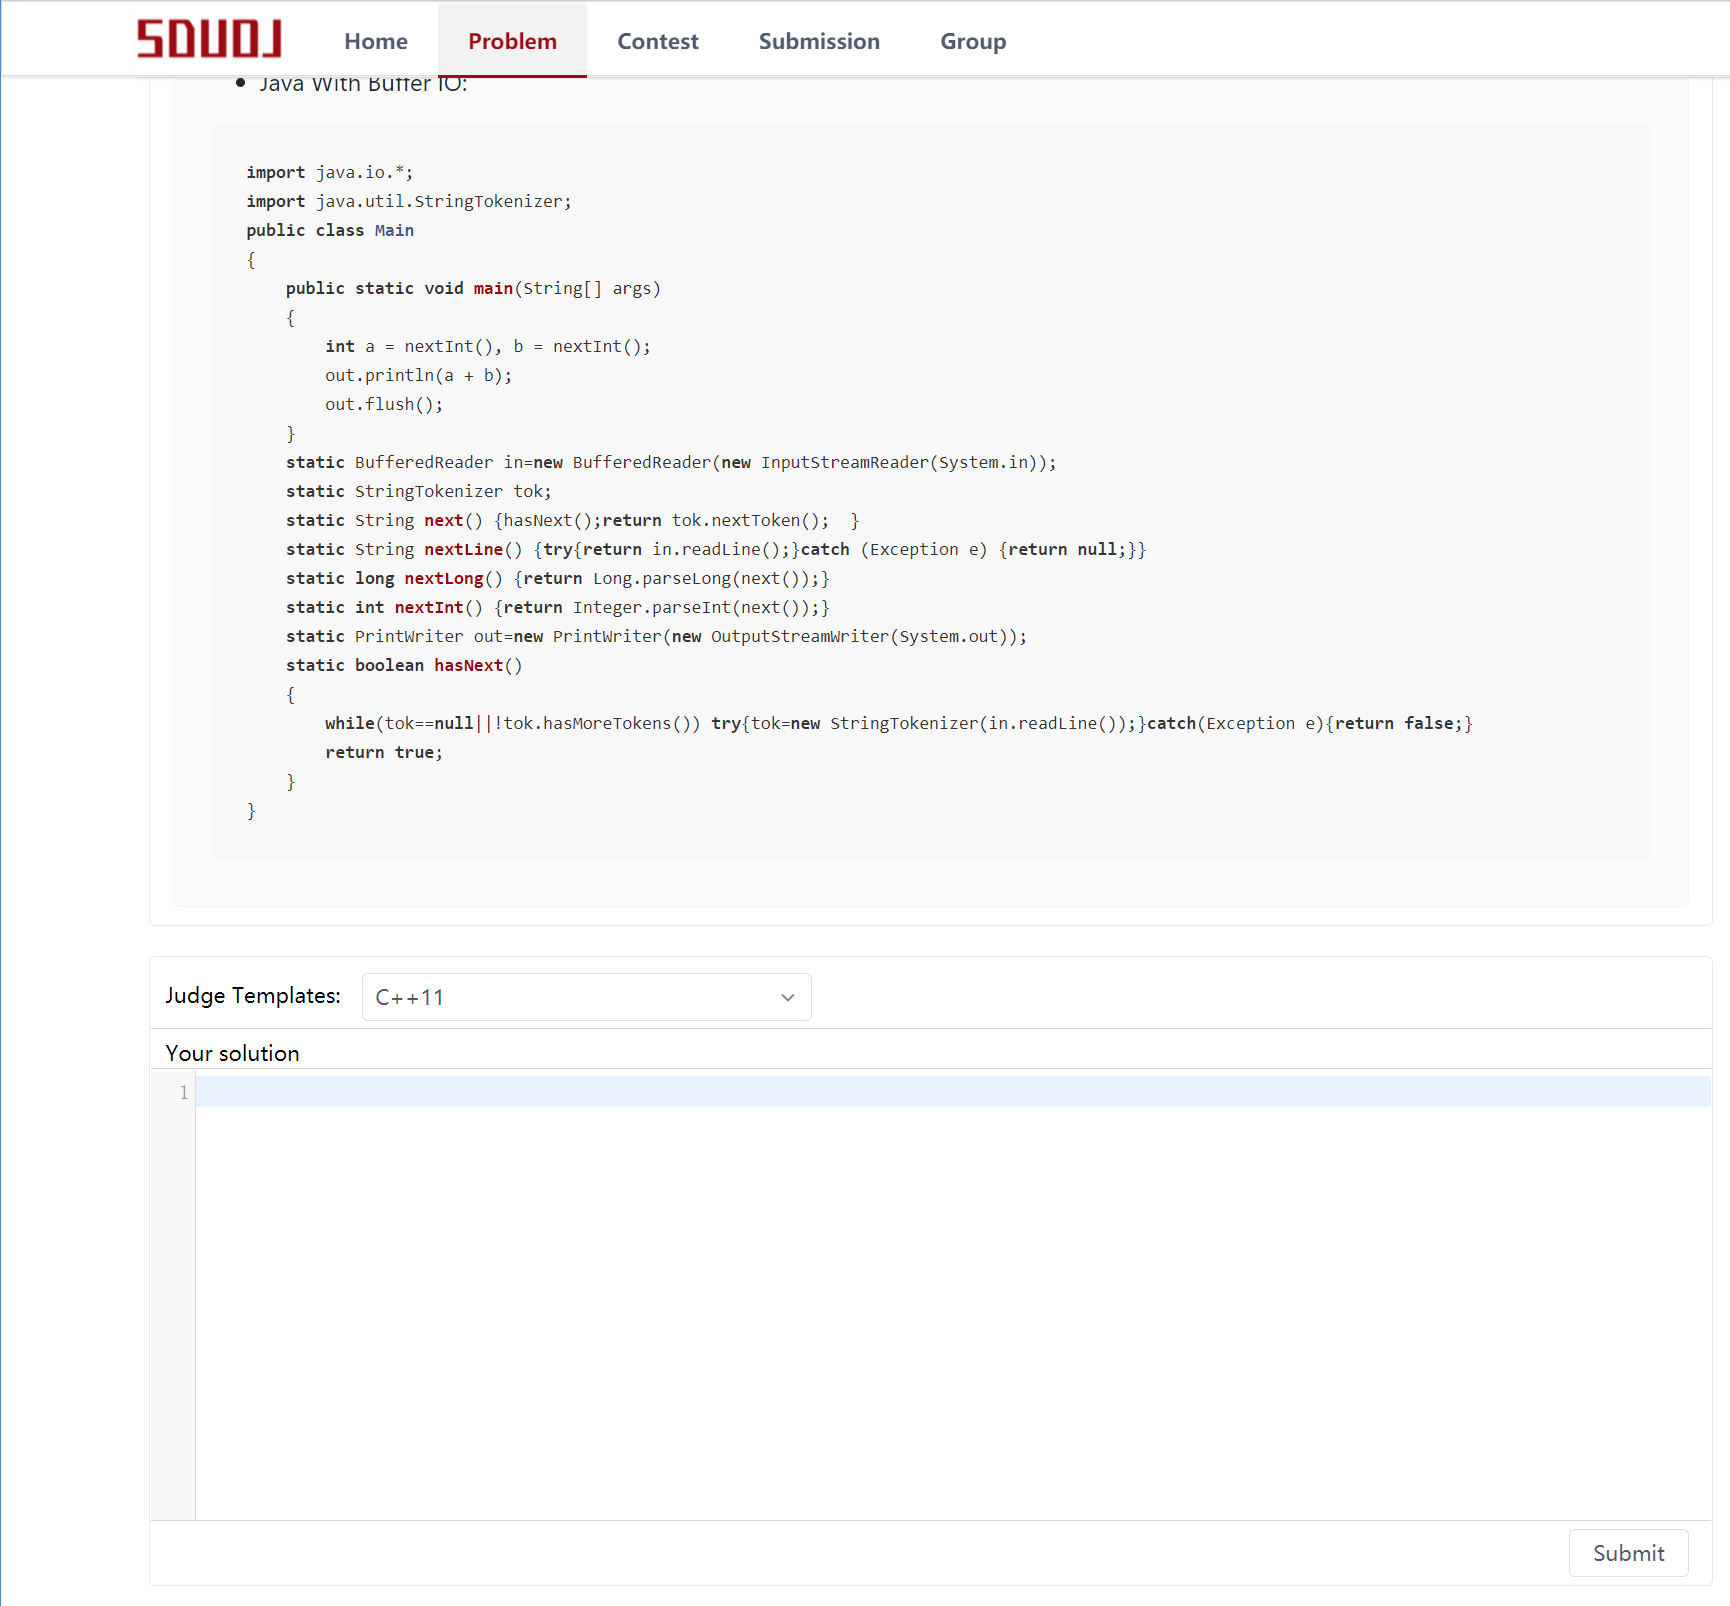 SDUOJ Home Problem Contest Submission Group
• Java With Buffer IO:
import java.io.*;
import java.util.StringTokenizer;
public class Main
{
    public static void main(String[] args)
    {
        int a = nextInt(), b = nextInt();
        out.println(a + b);
        out.flush();
    }
    static BufferedReader in=new BufferedReader(new InputStreamReader(System.in));
    static StringTokenizer tok;
    static String next() {hasNext();return tok.nextToken();  }
    static String nextLine() {try{return in.readLine();}catch (Exception e) {return null;}}
    static long nextLong() {return Long.parseLong(next());}
    static int nextInt() {return Integer.parseInt(next());}
    static PrintWriter out=new PrintWriter(new OutputStreamWriter(System.out));
    static boolean hasNext()
    {
        while(tok==null||!tok.hasMoreTokens()) try{tok=new StringTokenizer(in.readLine());}catch(Exception e){return false;}
        return true;
    }
}
Judge Templates: C++11
Your solution
1
Submit